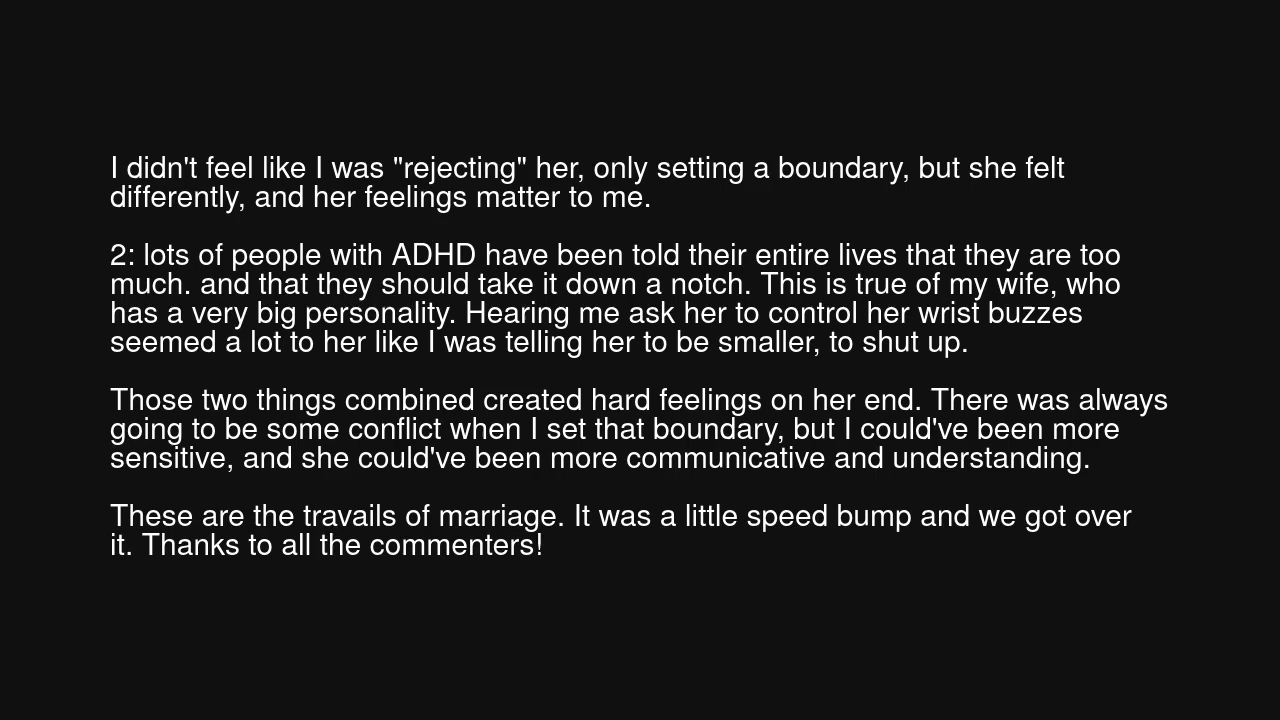 I didn't feel like I was "rejecting" her, only setting a boundary, but she felt
differently, and her feelings matter to me.
2: lots of people with ADHD have been told their entire lives that they are too
much. and that they should take it down a notch. This is true of my wife, who
has a very big personality. Hearing me ask her to control her wrist buzzes
seemed a lot to her like I was telling her to be smaller, to shut up.
Those two things combined created hard feelings on her end. There was always
going to be some conflict when I set that boundary, but I could've been more
sensitive, and she could've been more communicative and understanding.
These are the travails of marriage. It was a little speed bump and we got over
it. Thanks to all the commenters!